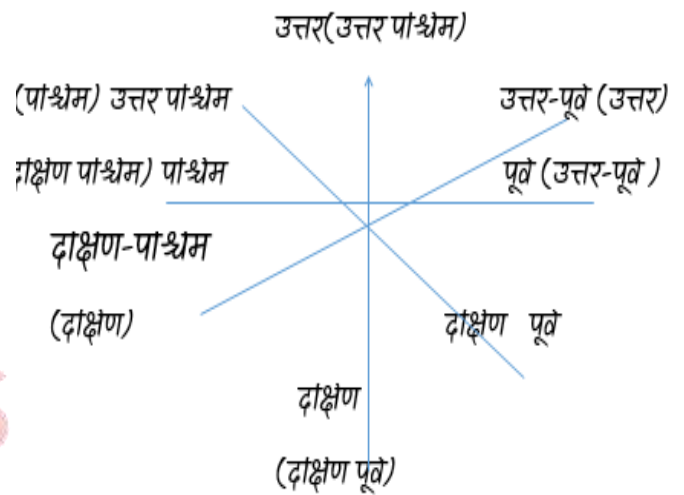 उत्तर(उत्तर पश्चिम)
(पश्चिम) उत्तर पश्चिम
उत्तर-पूर्व (उत्तर)
दक्षिण पश्चिम) पश्चिम
पूर्व (उत्तर-पूर्व )
दक्षिण-पश्चिम
(दक्षिण)
दक्षिण पूर्व
दक्षिण
(दक्षिण पूर्व)